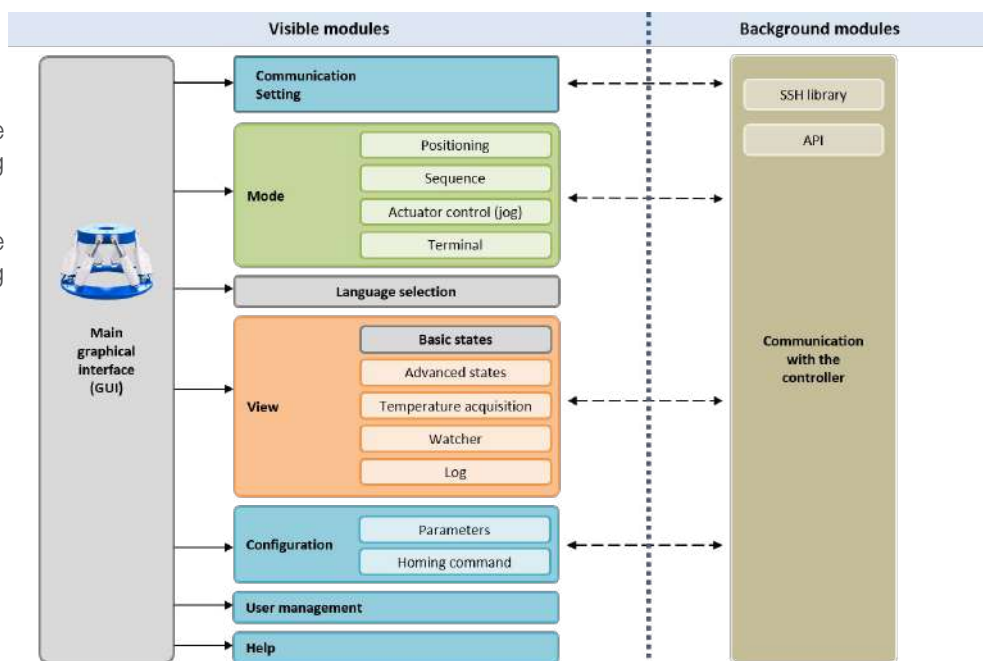 Visible modules
Background modules
Communication
Setting
SSH library
API
Positioning
Sequence
Mode
Actuator control (jog)
Terminal
Language selection
Main
graphical
interface
(GUI)
Basic states
Advanced states
View
Temperature acquisition
Watcher
Log
Communication
with the
controller
Parameters
Configuration
Homing command
User management
Help